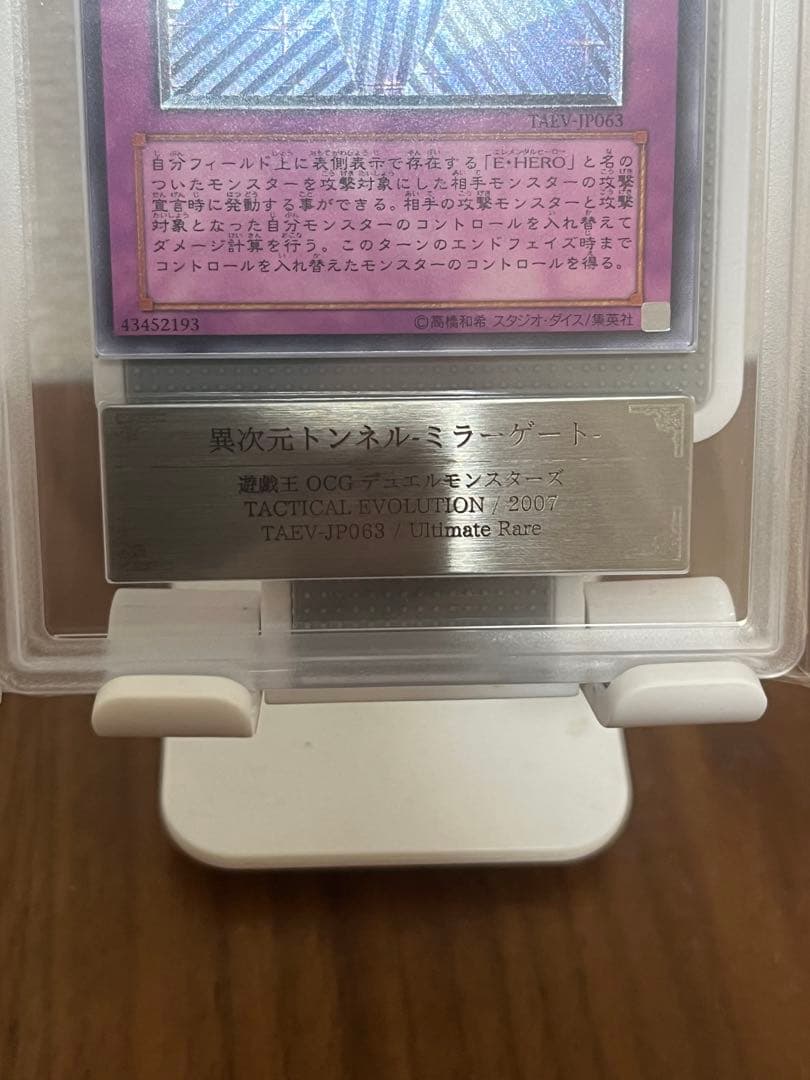 TAEV-JP063
自分フィールド上に表側表示で存在する「E・HERO」と名の
ついたモンスターを攻撃対象にした相手モンスターの攻撃
宣言時に発動する事ができる。相手の攻撃モンスターと攻撃
対象となった自分モンスターのコントロールを入れ替えて
ダメージ計算を行う。このターンのエンドフェイズ時まで
コントロールを入れ替えたモンスターのコントロールを得る。
43452193
©高橋和希 スタジオ・ダイス/集英社
異次元トンネル-ミラーゲート-
遊戯王 OCG デュエルモンスターズ
TACTICAL EVOLUTION / 2007
TAEV-JP063 / Ultimate Rare